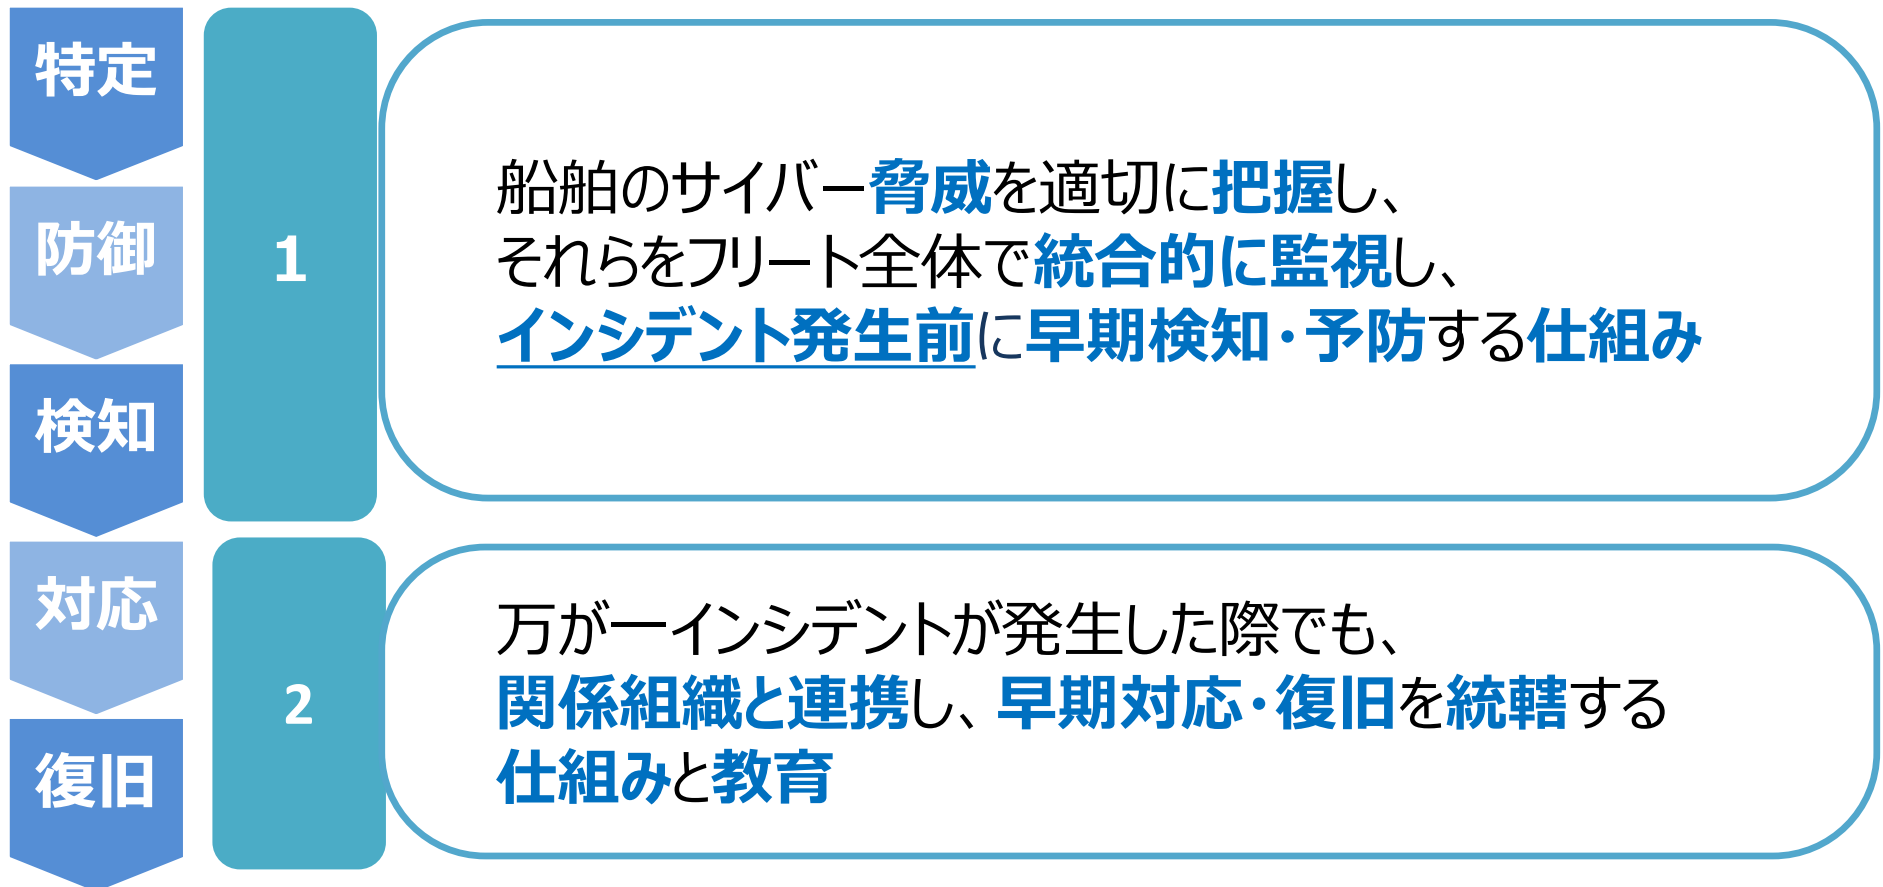 特定
防御
検知
対応
復旧
1
船舶のサイバー脅威を適切に把握し、
それらをフリート全体で統合的に監視し、
インシデント発生前に早期検知・予防する仕組み
2
万が一インシデントが発生した際でも、
関係組織と連携し、早期対応・復旧を統轄する
仕組みと教育